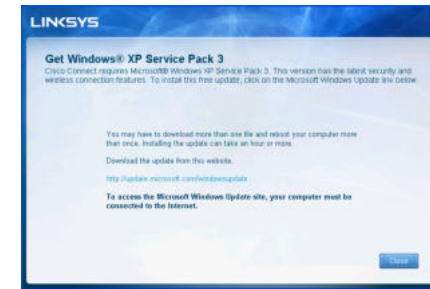 LINKSYS
Get Windows® XP Service Pack 3
Cisco Connect requires Microsoft® Windows XP Service Pack 3. This version has the latest security and
wireless connection features. To install this free update, click on the Microsoft Windows Update link below.
You may have to download more than one file and reboot your computer more
than once. Installing the update can take an hour or more.
Download the update from this website.
http://update.microsoft.com/windowsupdate
To access the Microsoft Windows Update site, your computer must be
connected to the Internet.
Close